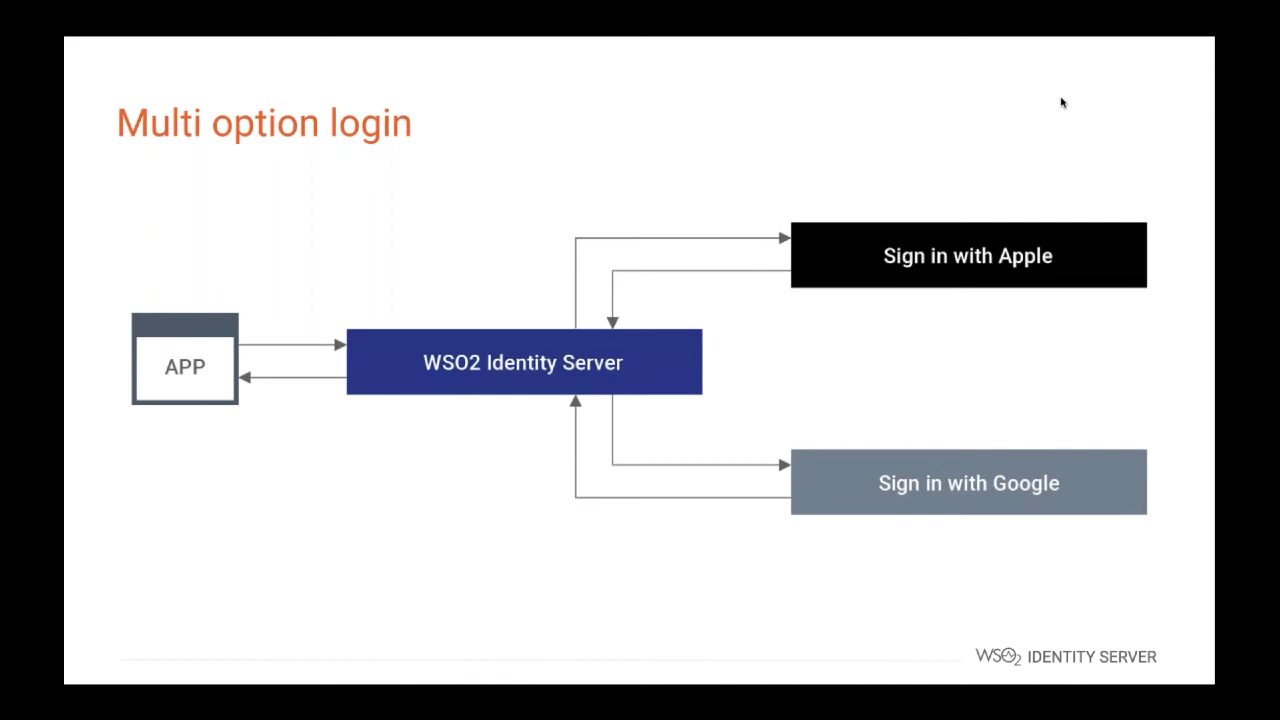 Multi option login
Sign in with Apple
APP
WSO2 Identity Server
Sign in with Google
WSO2 IDENTITY SERVER